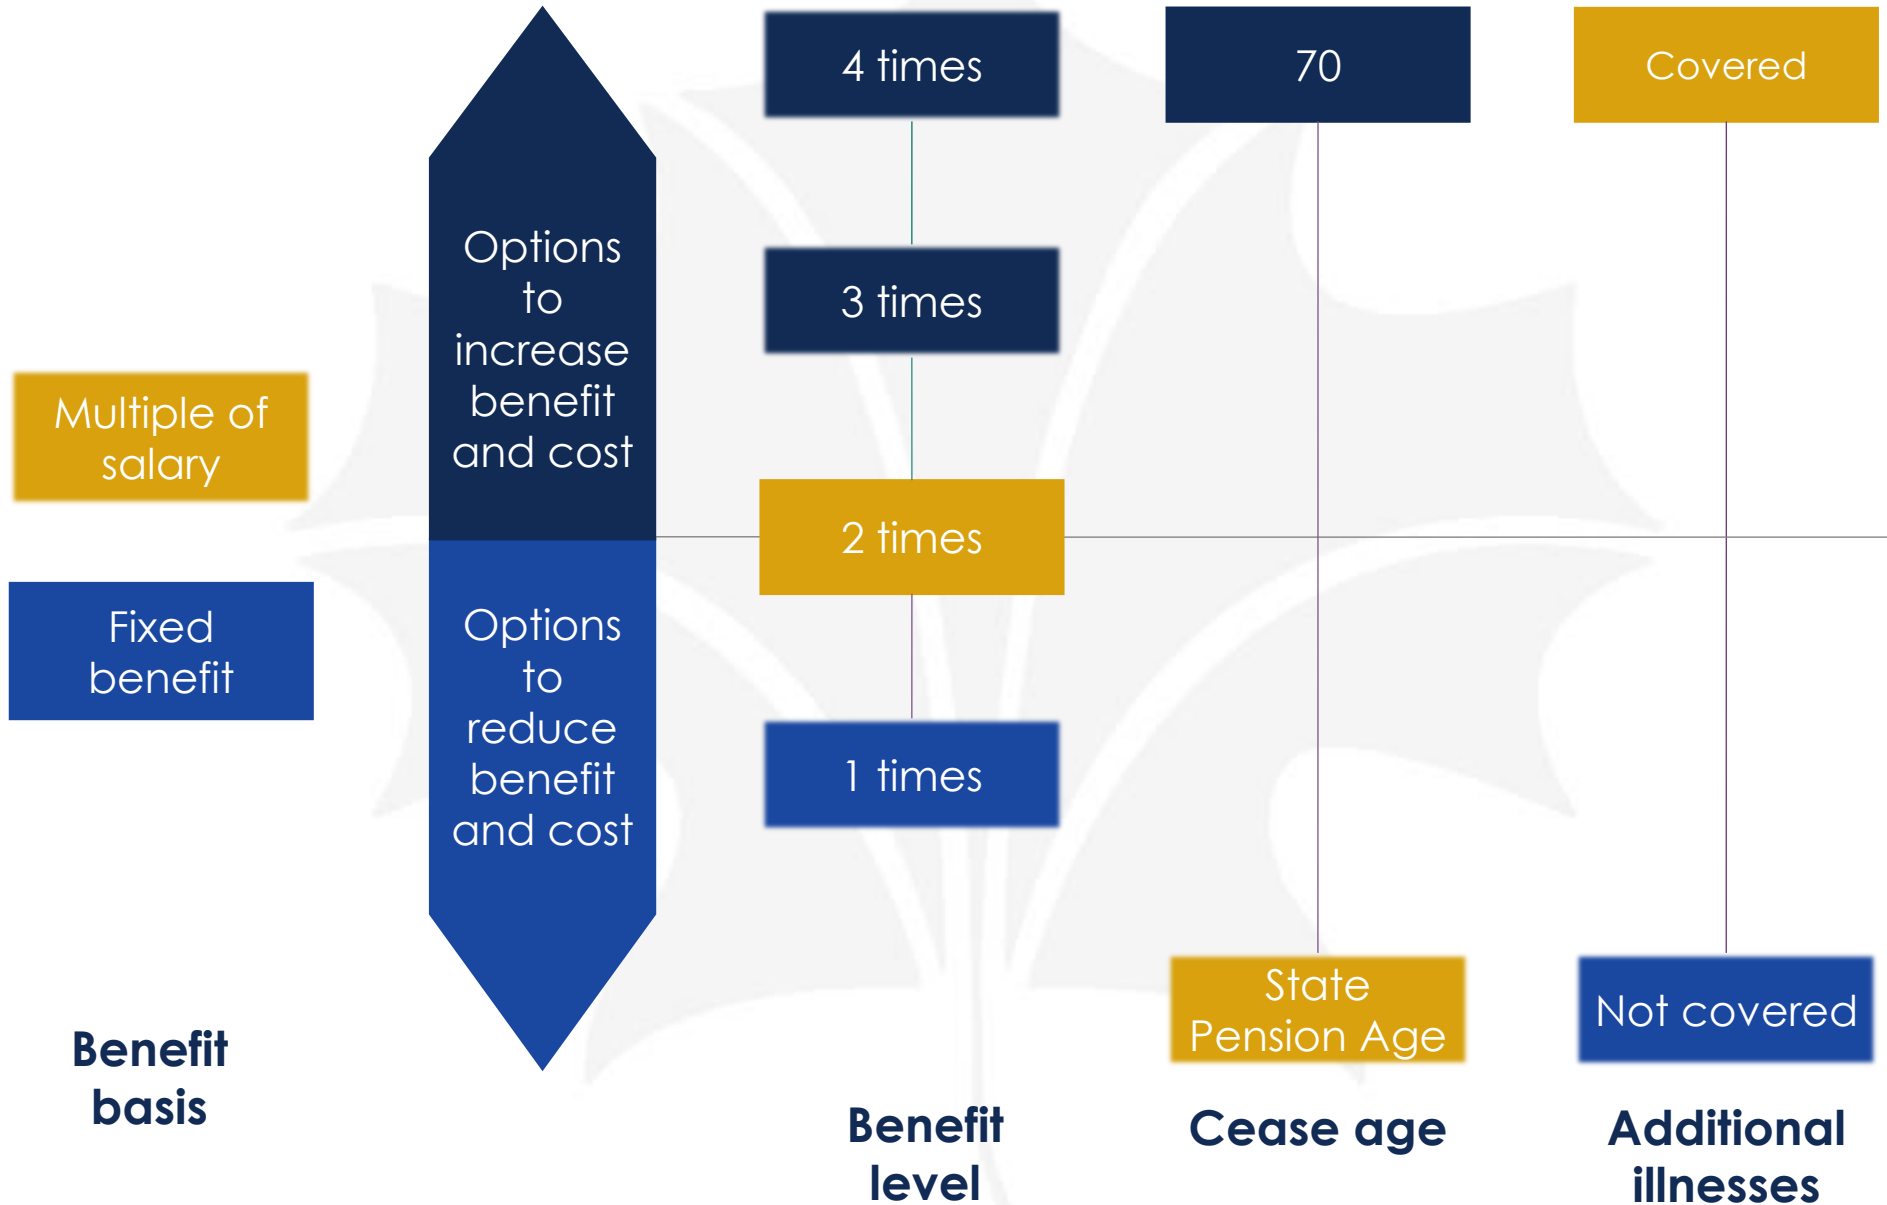 Multiple of
salary
Fixed
benefit
Benefit
basis
Options
to
increase
benefit
and cost
Options
to
reduce
benefit
and cost
4 times
3 times
2 times
1 times
Benefit
level
70
State
Pension Age
Cease age
Covered
Not covered
Additional
illnesses